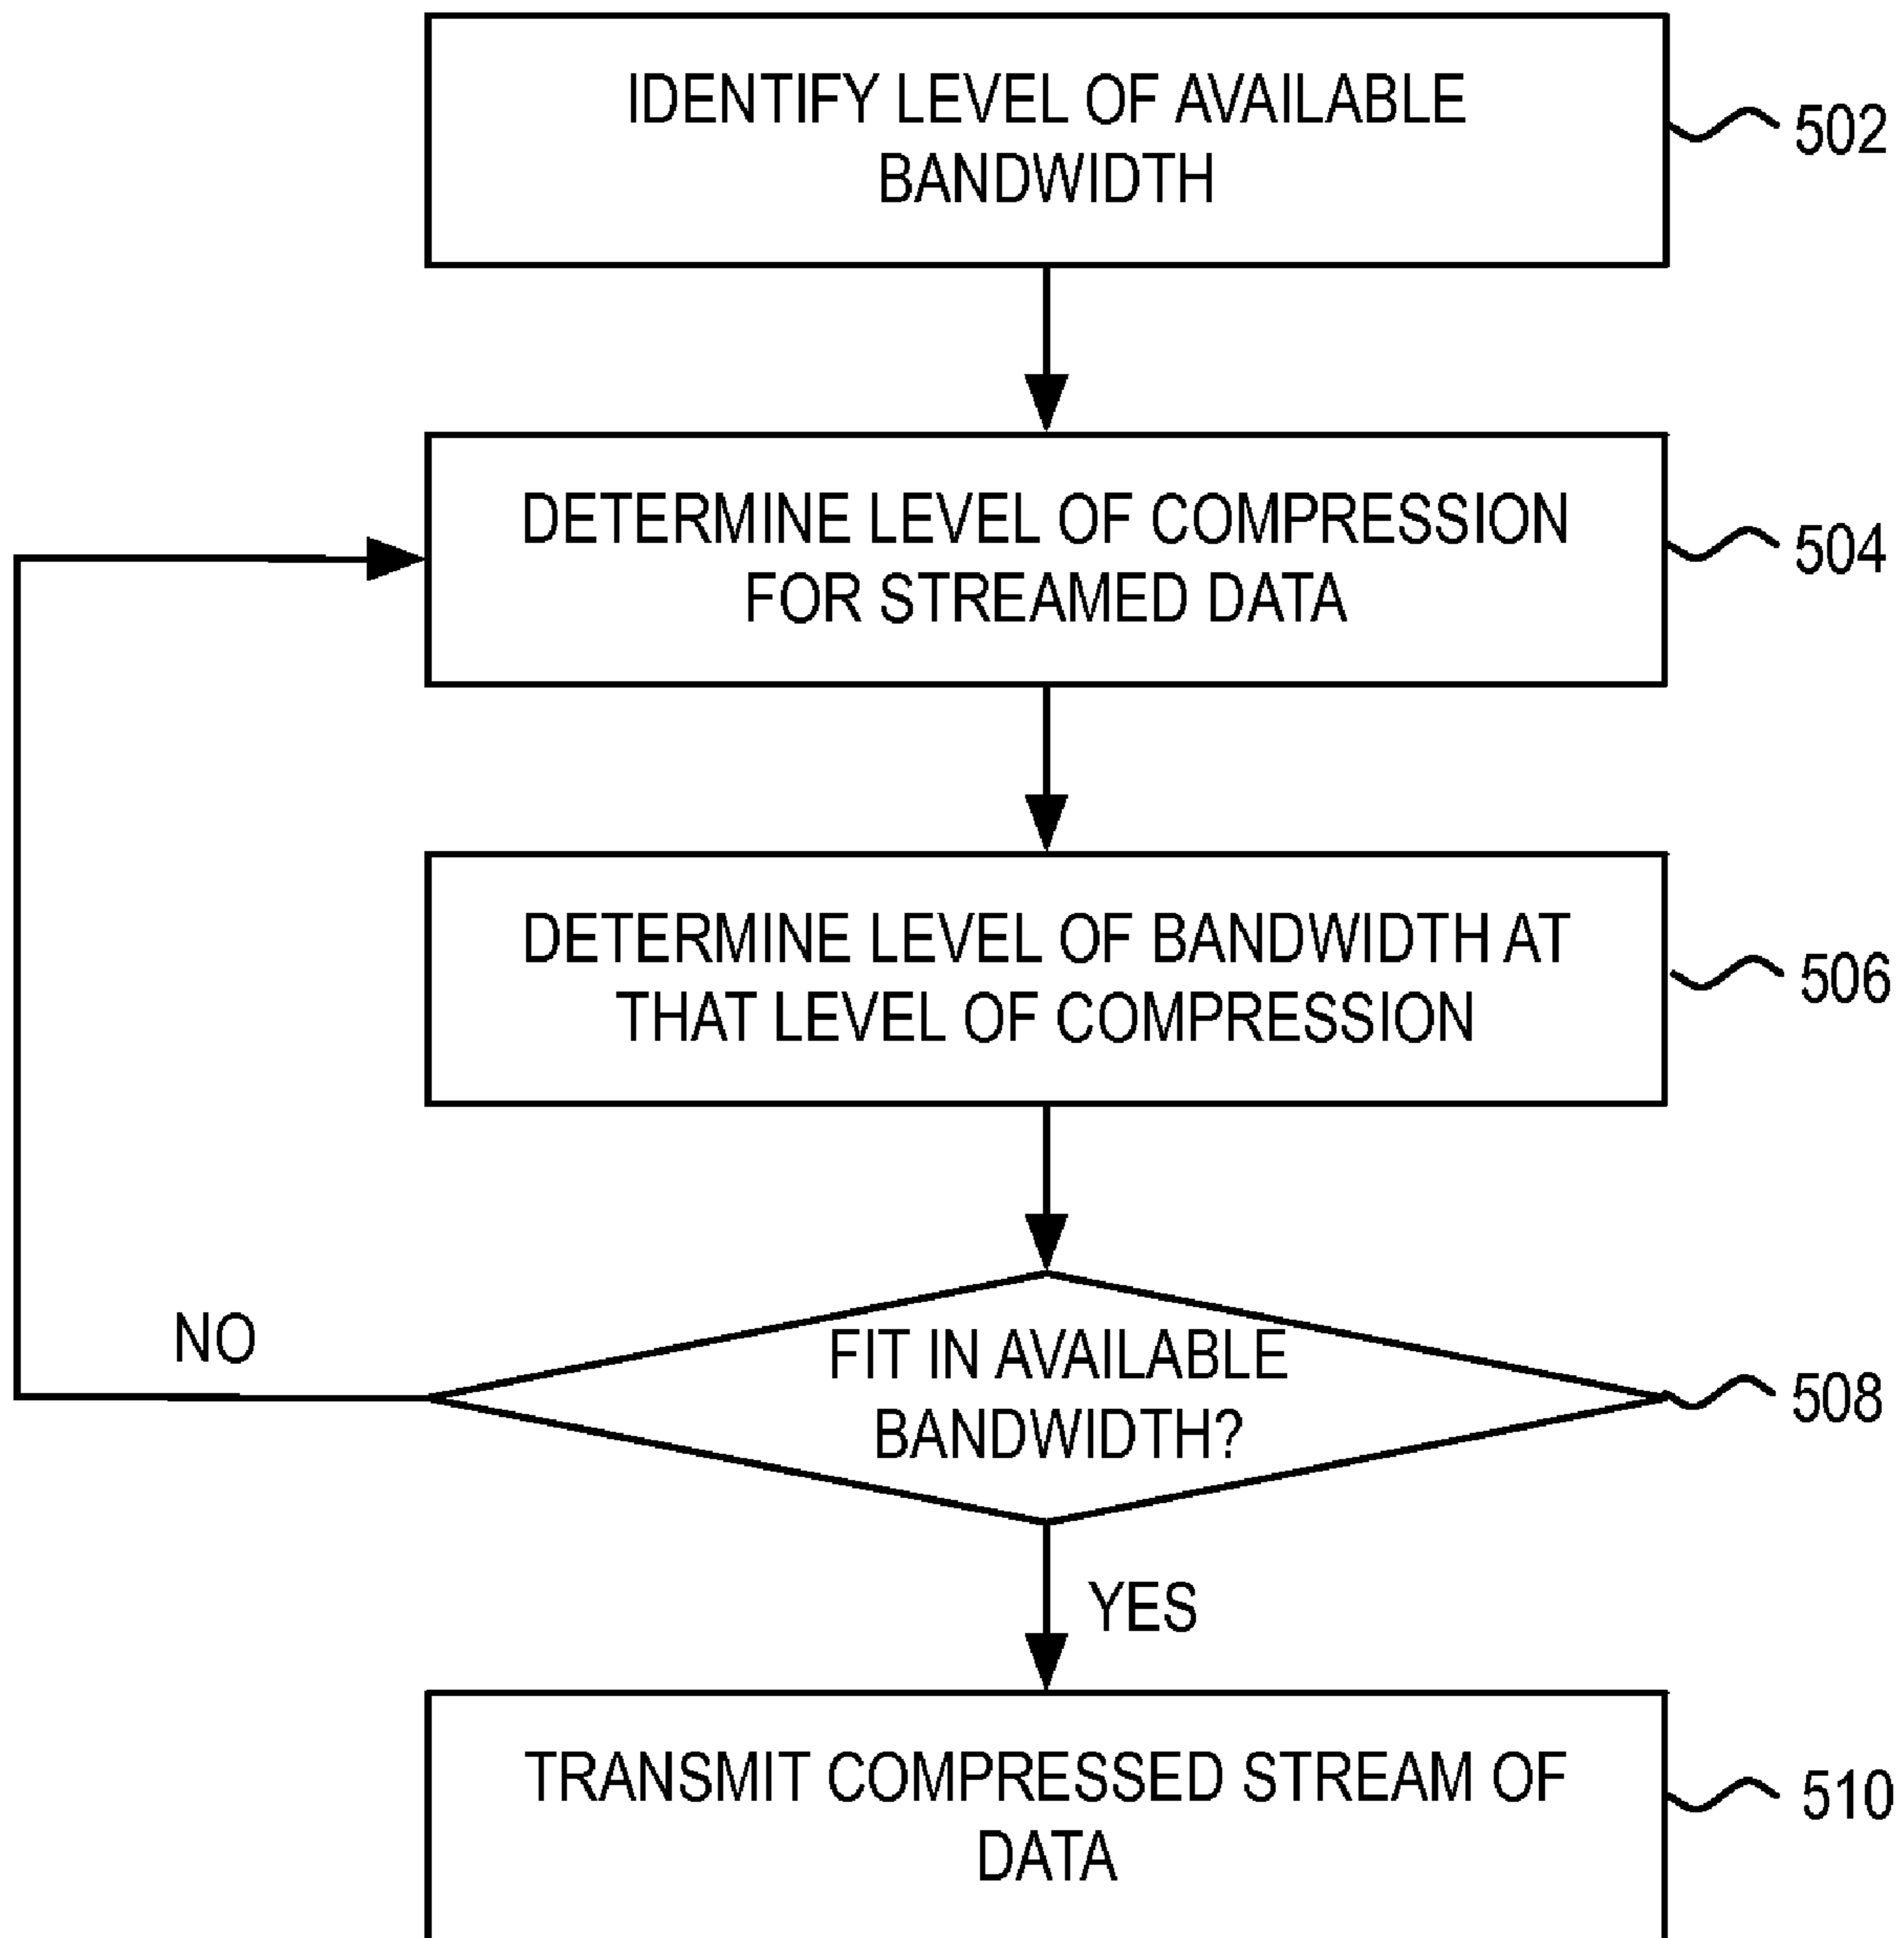 IDENTIFY LEVEL OF AVAILABLE
BANDWIDTH
502
DETERMINE LEVEL OF COMPRESSION
FOR STREAMED DATA
504
DETERMINE LEVEL OF BANDWIDTH AT
THAT LEVEL OF COMPRESSION
506
NO
FIT IN AVAILABLE
BANDWIDTH?
508
YES
TRANSMIT COMPRESSED STREAM OF
DATA
510